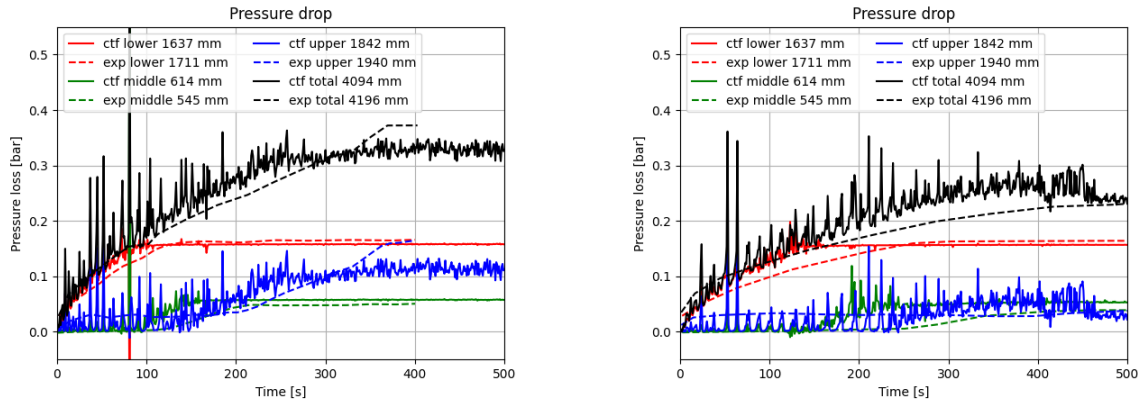 Pressure drop
ctf lower 1637 mm
exp lower 1711 mm
ctf middle 614 mm
exp middle 545 mm
ctf upper 1842 mm
exp upper 1940 mm
ctf total 4094 mm
exp total 4196 mm
Pressure loss [bar]
0.5
0.4
0.3
0.2
0.1
0.0
0 100 200 300 400 500
Time [s]
Pressure drop
ctf lower 1637 mm
exp lower 1711 mm
ctf middle 614 mm
exp middle 545 mm
ctf upper 1842 mm
exp upper 1940 mm
ctf total 4094 mm
exp total 4196 mm
Pressure loss [bar]
0.5
0.4
0.3
0.2
0.1
0.0
0 100 200 300 400 500
Time [s]